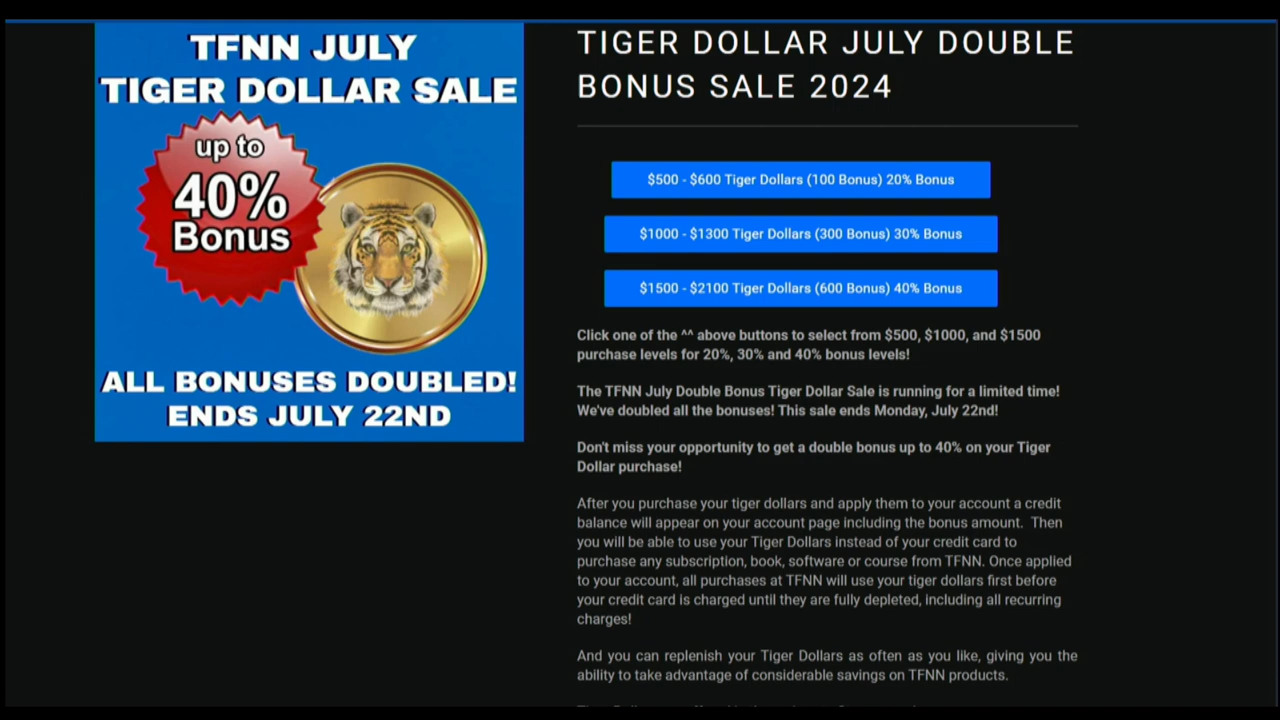 TFNN JULY
TIGER DOLLAR SALE
up to
40%
Bonus
ALL BONUSES DOUBLED!
ENDS JULY 22ND
TIGER DOLLAR JULY DOUBLE
BONUS SALE 2024
$500 - $600 Tiger Dollars (100 Bonus) 20% Bonus
$1000 - $1300 Tiger Dollars (300 Bonus) 30% Bonus
$1500 - $2100 Tiger Dollars (600 Bonus) 40% Bonus
Click one of the ^^ above buttons to select from $500, $1000, and $1500
purchase levels for 20%, 30% and 40% bonus levels!
The TFNN July Double Bonus Tiger Dollar Sale is running for a limited time!
We've doubled all the bonuses! This sale ends Monday, July 22nd!
Don't miss your opportunity to get a double bonus up to 40% on your Tiger
Dollar purchase!
After you purchase your tiger dollars and apply them to your account a credit
balance will appear on your account page including the bonus amount. Then
you will be able to use your Tiger Dollars instead of your credit card to
purchase any subscription, book, software or course from TFNN. Once applied
to your account, all purchases at TFNN will use your tiger dollars first before
your credit card is charged until they are fully depleted, including all recurring
charges!
And you can replenish your Tiger Dollars as often as you like, giving you the
ability to take advantage of considerable savings on TFNN products.